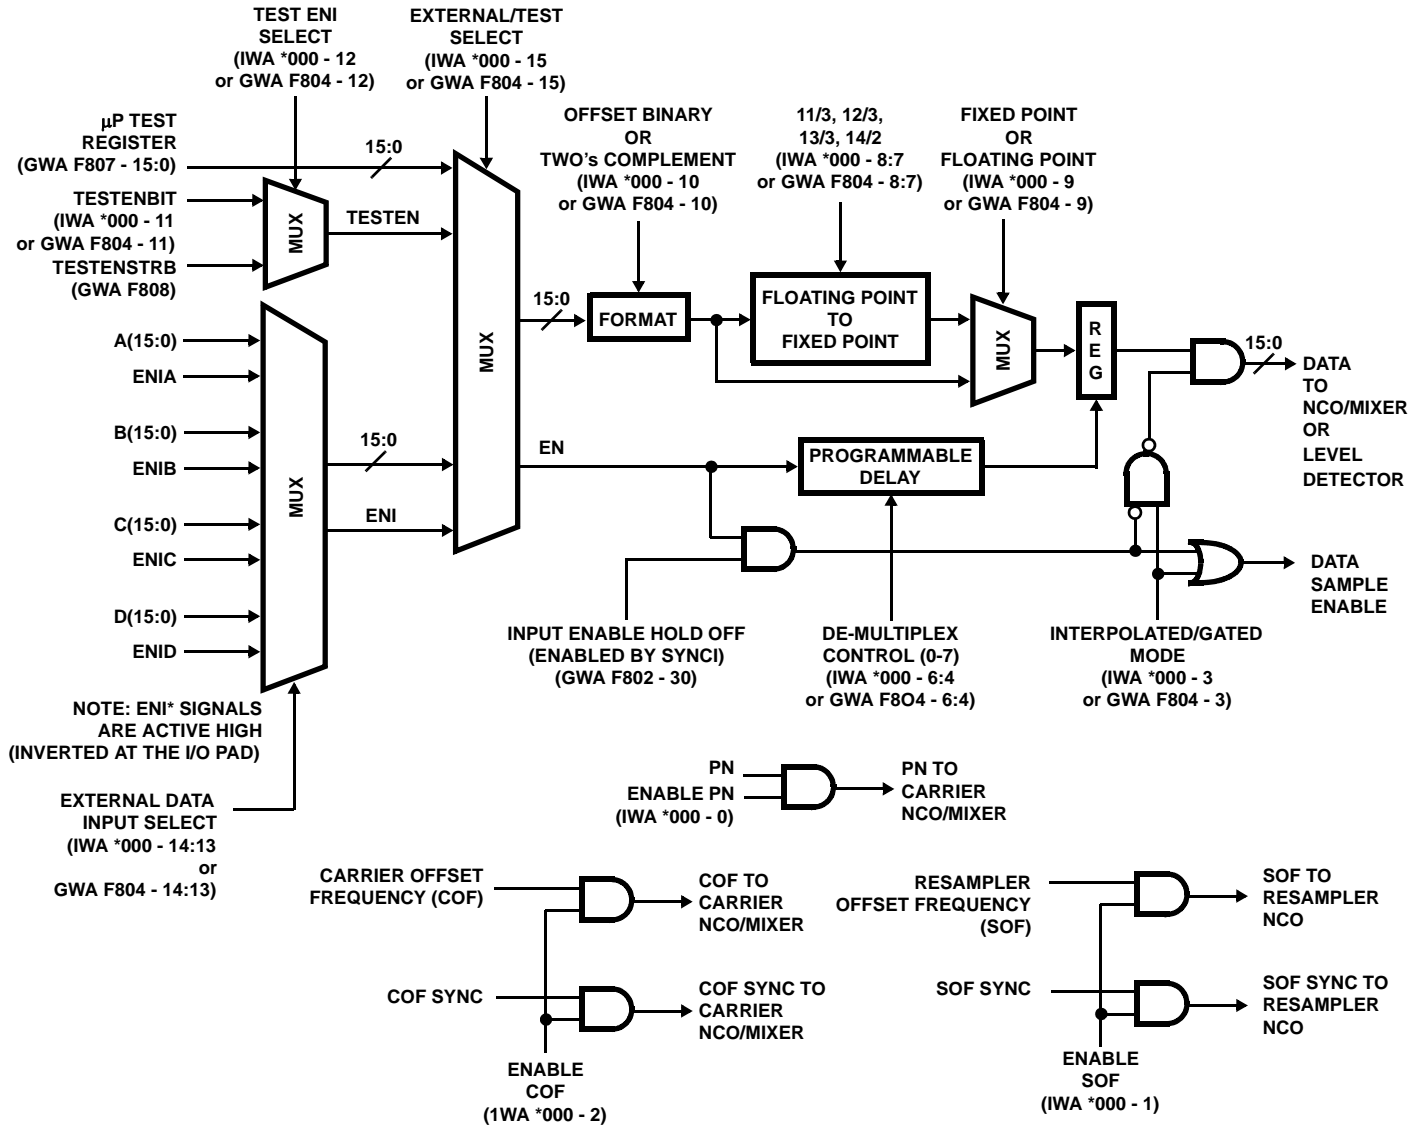 TEST ENI
SELECT
(IWA *000 - 12
or GWA F804 - 12)
EXTERNAL/TEST
SELECT
(IWA *000 - 15
or GWA F804 - 15)
µP TEST
REGISTER
(GWA F807 - 15:0)
15:0
TESTENBIT
(IWA *000 - 11
or GWA F804 - 11)
TESTENSTRB
(GWA F808)
MUX
TESTEN
OFFSET BINARY
OR
TWO's COMPLEMENT
(IWA *000 - 10
or GWA F804 - 10)
11/3, 12/3,
13/3, 14/2
(IWA *000 - 8:7
or GWA F804 - 8:7)
FIXED POINT
OR
FLOATING POINT
(IWA *000 - 9
or GWA F804 - 9)
A(15:0)
ENIA
B(15:0)
ENIB
C(15:0)
ENIC
D(15:0)
ENID
MUX
15:0
ENI
MUX
15:0
FORMAT
FLOATING POINT
TO
FIXED POINT
MUX
R
E
G
15:0
DATA
TO
NCO/MIXER
OR
LEVEL
DETECTOR
EN
PROGRAMMABLE
DELAY
DATA
SAMPLE
ENABLE
INPUT ENABLE HOLD OFF
(ENABLED BY SYNCI)
(GWA F802 - 30)
DE-MULTIPLEX
CONTROL (0-7)
(IWA *000 - 6:4
or GWA F8O4 - 6:4)
INTERPOLATED/GATED
MODE
(IWA *000 - 3
or GWA F804 - 3)
NOTE: ENI* SIGNALS
ARE ACTIVE HIGH
(INVERTED AT THE I/O PAD)
EXTERNAL DATA
INPUT SELECT
(IWA *000 - 14:13
or
GWA F804 - 14:13)
PN
ENABLE PN
(IWA *000 - 0)
PN TO
CARRIER
NCO/MIXER
CARRIER OFFSET
FREQUENCY (COF)
COF TO
CARRIER
NCO/MIXER
COF SYNC
COF SYNC TO
CARRIER
NCO/MIXER
ENABLE
COF
(1WA *000 - 2)
RESAMPLER
OFFSET FREQUENCY
(SOF)
SOF TO
RESAMPLER
NCO
SOF SYNC
SOF SYNC TO
RESAMPLER
NCO
ENABLE
SOF
(IWA *000 - 1)